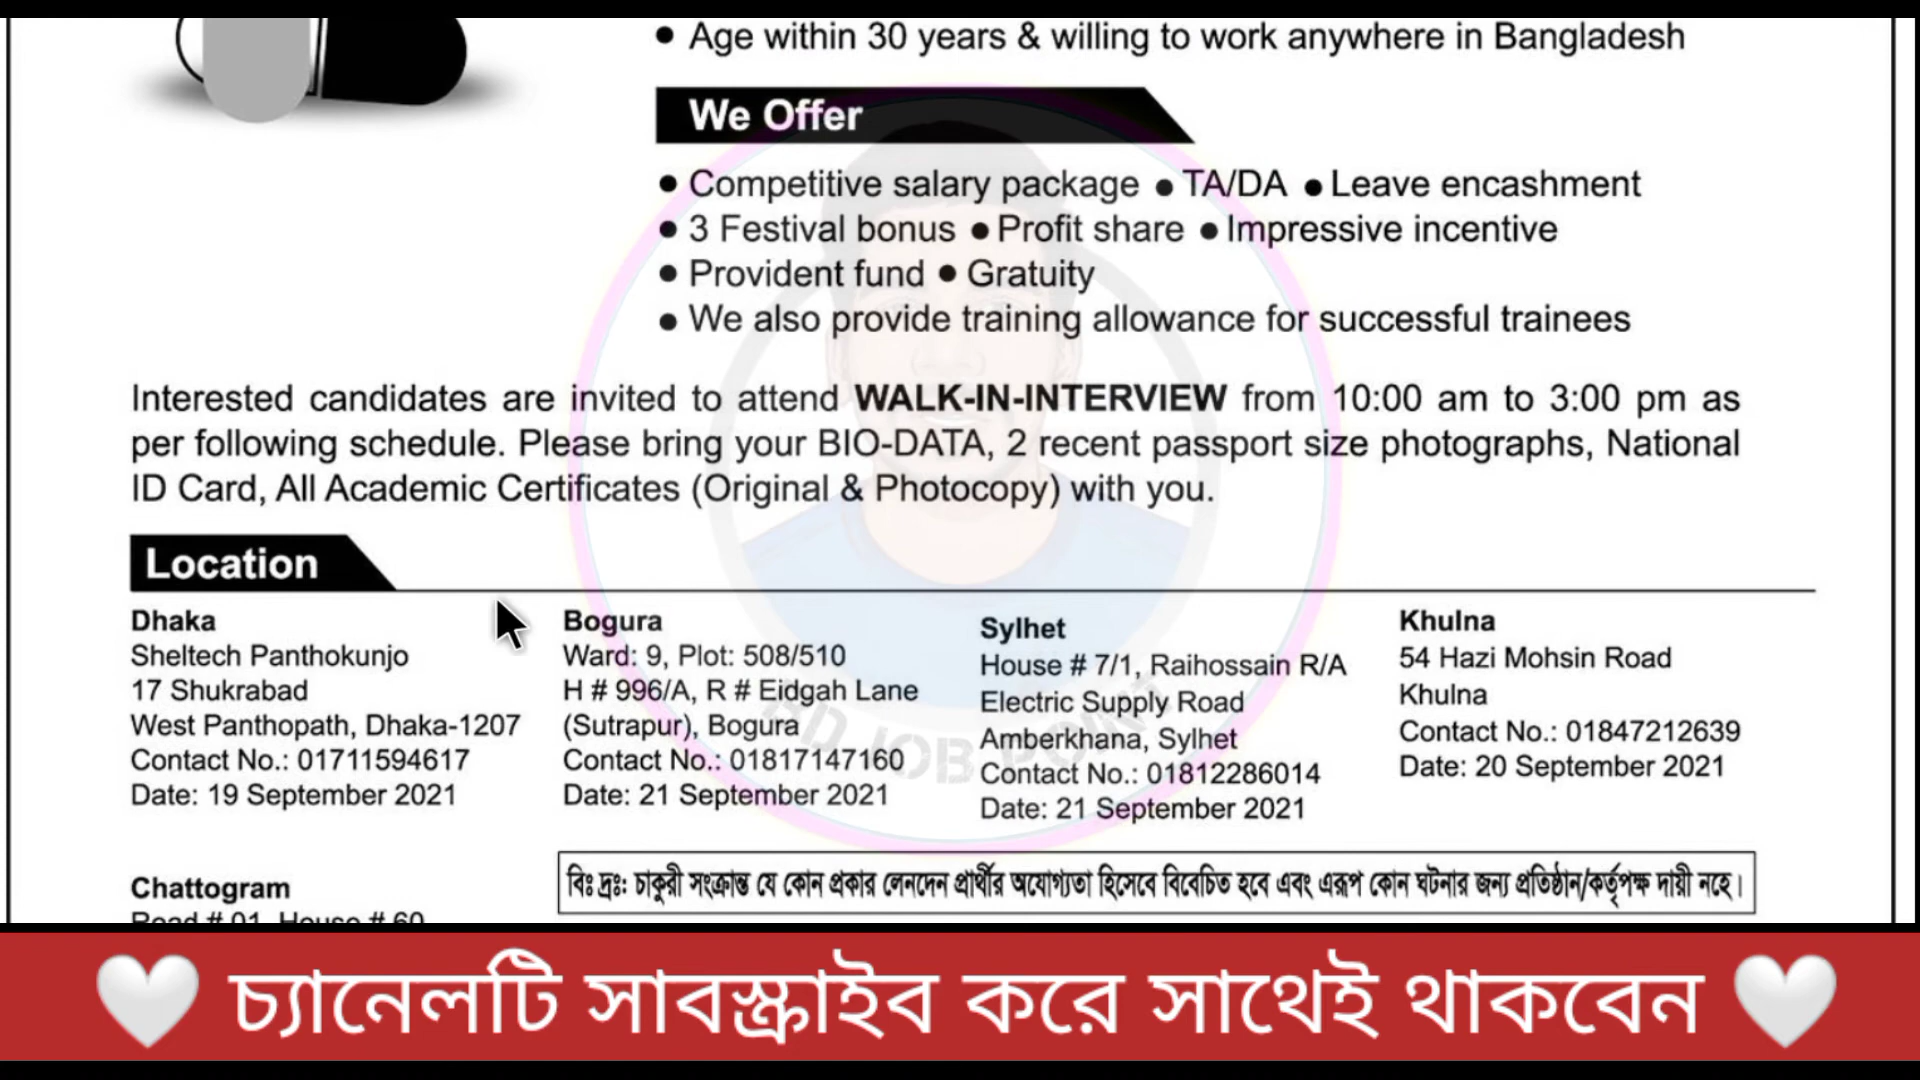 ● Age within 30 years & willing to work anywhere in Bangladesh
We Offer
● Competitive salary package ● TA/DA ● Leave encashment
● 3 Festival bonus ● Profit share ● Impressive incentive
● Provident fund ● Gratuity
● We also provide training allowance for successful trainees
Interested candidates are invited to attend WALK-IN-INTERVIEW from 10:00 am to 3:00 pm as
per following schedule. Please bring your BIO-DATA, 2 recent passport size photographs, National
ID Card, All Academic Certificates (Original & Photocopy) with you.
Location
Dhaka
Sheltech Panthokunjo
17 Shukrabad
West Panthopath, Dhaka-1207
Contact No.: 01711594617
Date: 19 September 2021
Bogura
Ward: 9, Plot: 508/510
H # 996/A, R # Eidgah Lane
(Sutrapur), Bogura
Contact No.: 01817147160
Date: 21 September 2021
Sylhet
House # 7/1, Raihossain R/A
Electric Supply Road
Amberkhana, Sylhet
Contact No.: 01812286014
Date: 21 September 2021
Khulna
54 Hazi Mohsin Road
Khulna
Contact No.: 01847212639
Date: 20 September 2021
Chattogram
Road # 01, House # 60
বিঃ দ্রঃ: চাকুরী সংক্রান্ত যে কোন প্রকার লেনদেন প্রার্থীর অযোগ্যতা হিসেবে বিবেচিত হবে এবং এরূপ কোন ঘটনার জন্য প্রতিষ্ঠান/কর্তৃপক্ষ দায়ী নহে।
BD JOB POINT
🤍 চ্যানেলটি সাবস্ক্রাইব করে সাথেই থাকবেন 🤍